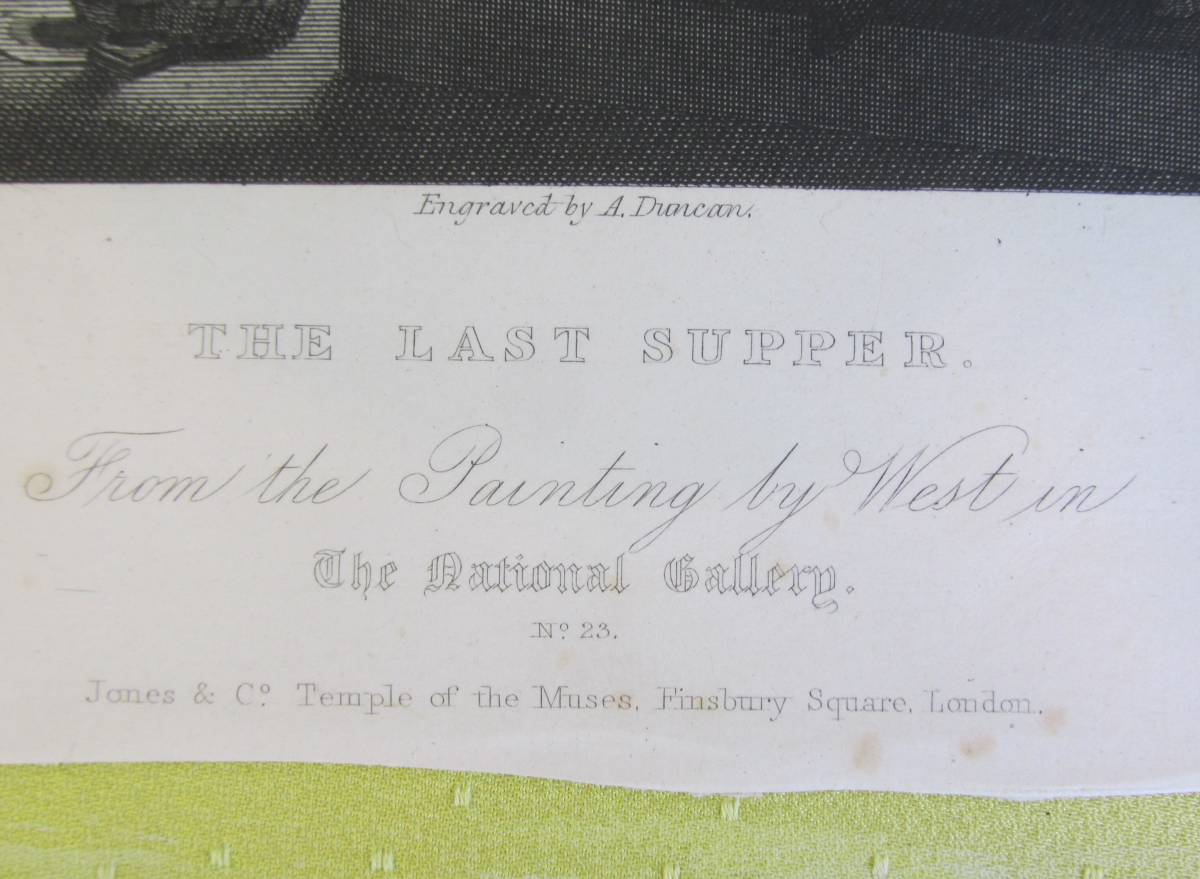 Engraved by A. Duncan.
THE LAST SUPPER.
From the Painting by West in
The National Gallery.
Nº 23.
Jones & Cº. Temple of the Muses, Finsbury Square, London.